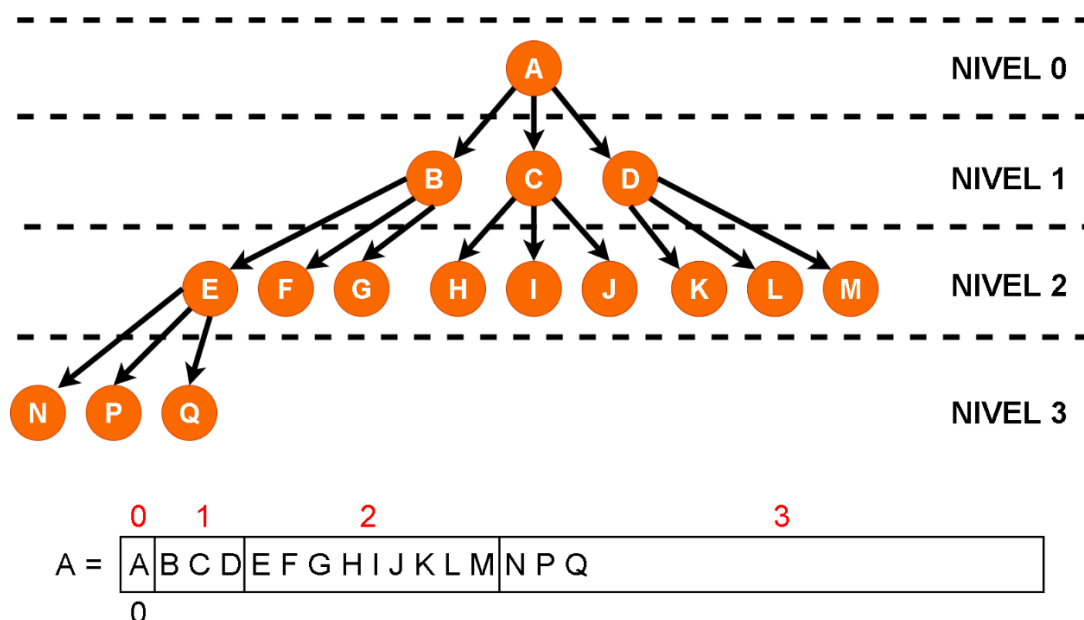 A NIVEL 0
B C D NIVEL 1
E F G H I J K L M NIVEL 2
N P Q NIVEL 3
0 1 2 3
A = A B C D E F G H I J K L M N P Q
0